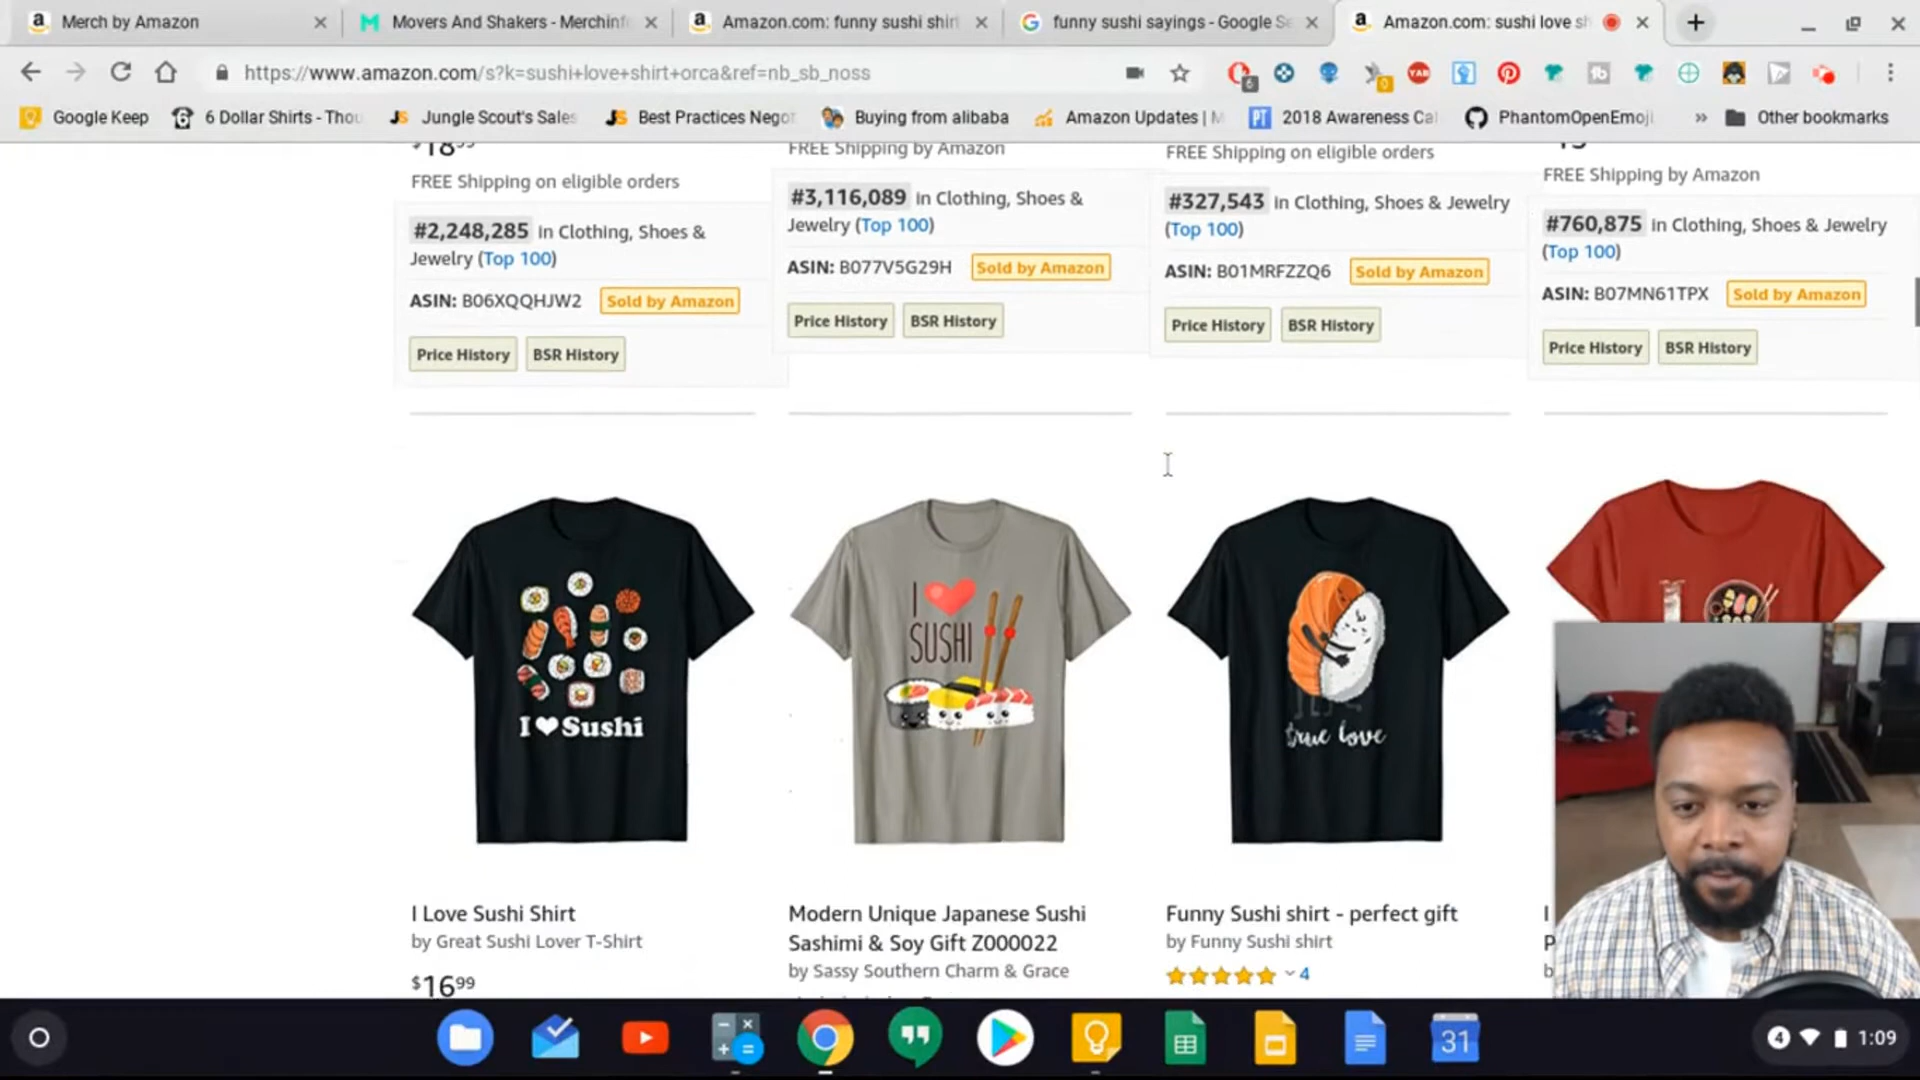 Merch by Amazon
Movers And Shakers - Merchinf
Amazon.com: funny sushi shirt
funny sushi sayings - Google Se
Amazon.com: sushi love sh
https://www.amazon.com/s?k=sushi+love+shirt+orca&ref=nb_sb_noss
Google Keep
6 Dollar Shirts - Thou
Jungle Scout's Sales
Best Practices Negot
Buying from alibaba
Amazon Updates | M
2018 Awareness Cal
PhantomOpenEmoji
Other bookmarks
FREE Shipping on eligible orders
#2,248,285 in Clothing, Shoes &
Jewelry (Top 100)
ASIN: B06XQQHJW2 Sold by Amazon
Price History BSR History
FREE Shipping by Amazon
#3,116,089 in Clothing, Shoes &
Jewelry (Top 100)
ASIN: B077V5G29H Sold by Amazon
Price History BSR History
FREE Shipping on eligible orders
#327,543 in Clothing, Shoes & Jewelry
(Top 100)
ASIN: B01MRFZZQ6 Sold by Amazon
Price History BSR History
FREE Shipping by Amazon
#760,875 in Clothing, Shoes & Jewelry
(Top 100)
ASIN: B07MN61TPX Sold by Amazon
Price History BSR History
I ❤ Sushi
I ❤
SUSHI
true love
I Love Sushi Shirt
by Great Sushi Lover T-Shirt
$16.99
Modern Unique Japanese Sushi
Sashimi & Soy Gift Z000022
by Sassy Southern Charm & Grace
Funny Sushi shirt - perfect gift
by Funny Sushi shirt
4
31
4
1:09